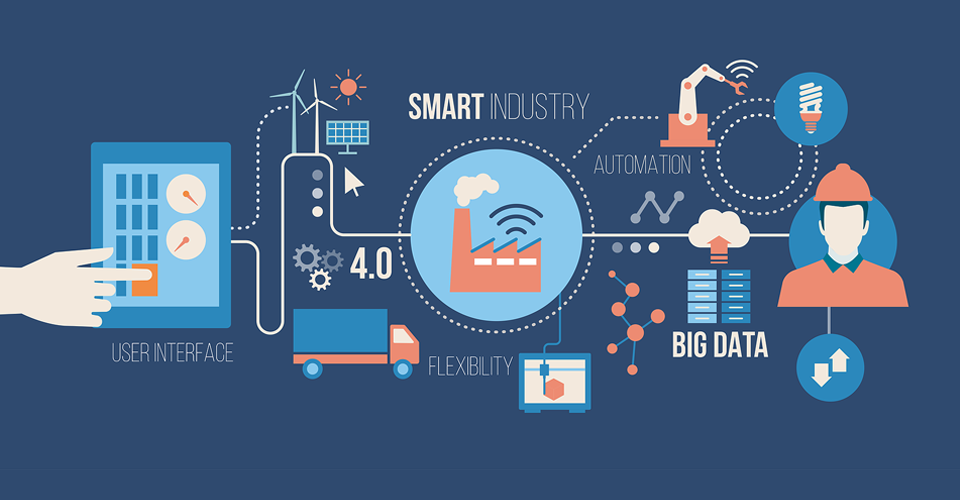 SMART INDUSTRY
AUTOMATION
4.0
USER INTERFACE
FLEXIBILITY
BIG DATA